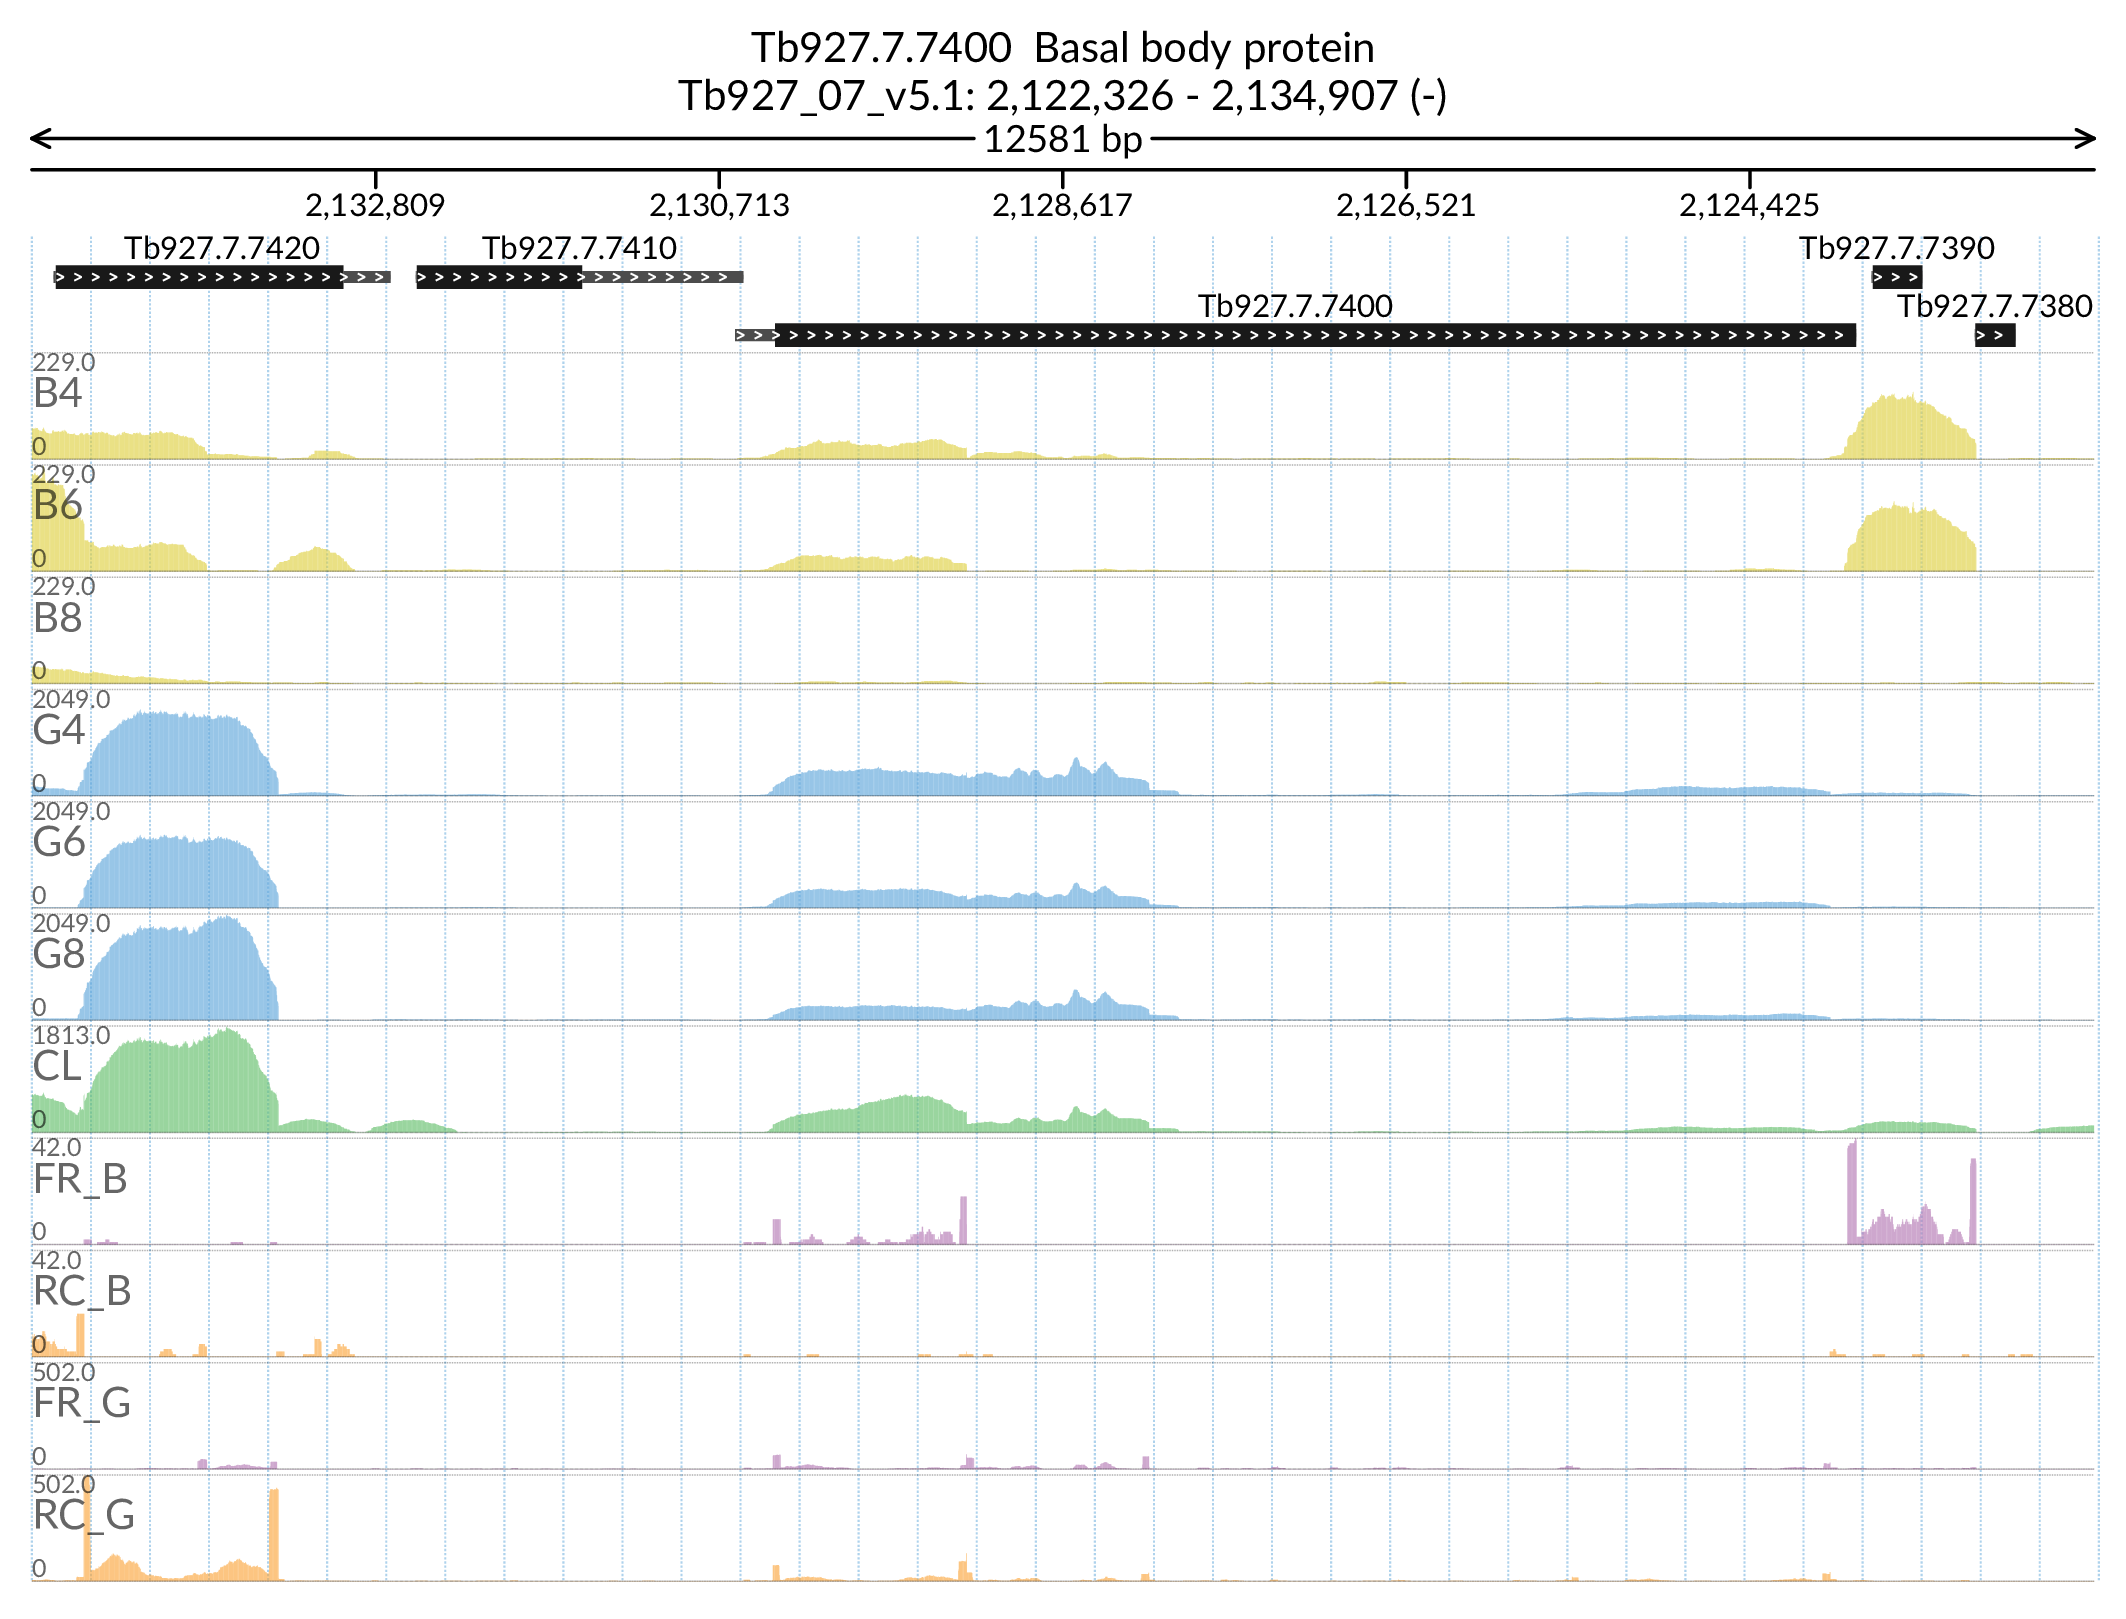 Tb927.7.7400  Basal body protein
Tb927_07_v5.1: 2,122,326 - 2,134,907 (-)
12581 bp
2,132,809 2,130,713 2,128,617 2,126,521 2,124,425
Tb927.7.7420 Tb927.7.7410 Tb927.7.7390
Tb927.7.7400 Tb927.7.7380
229.0
B4
0
229.0
B6
0
229.0
B8
0
2049.0
G4
0
2049.0
G6
0
2049.0
G8
0
1813.0
CL
0
42.0
FR_B
0
42.0
RC_B
0
502.0
FR_G
0
502.0
RC_G
0